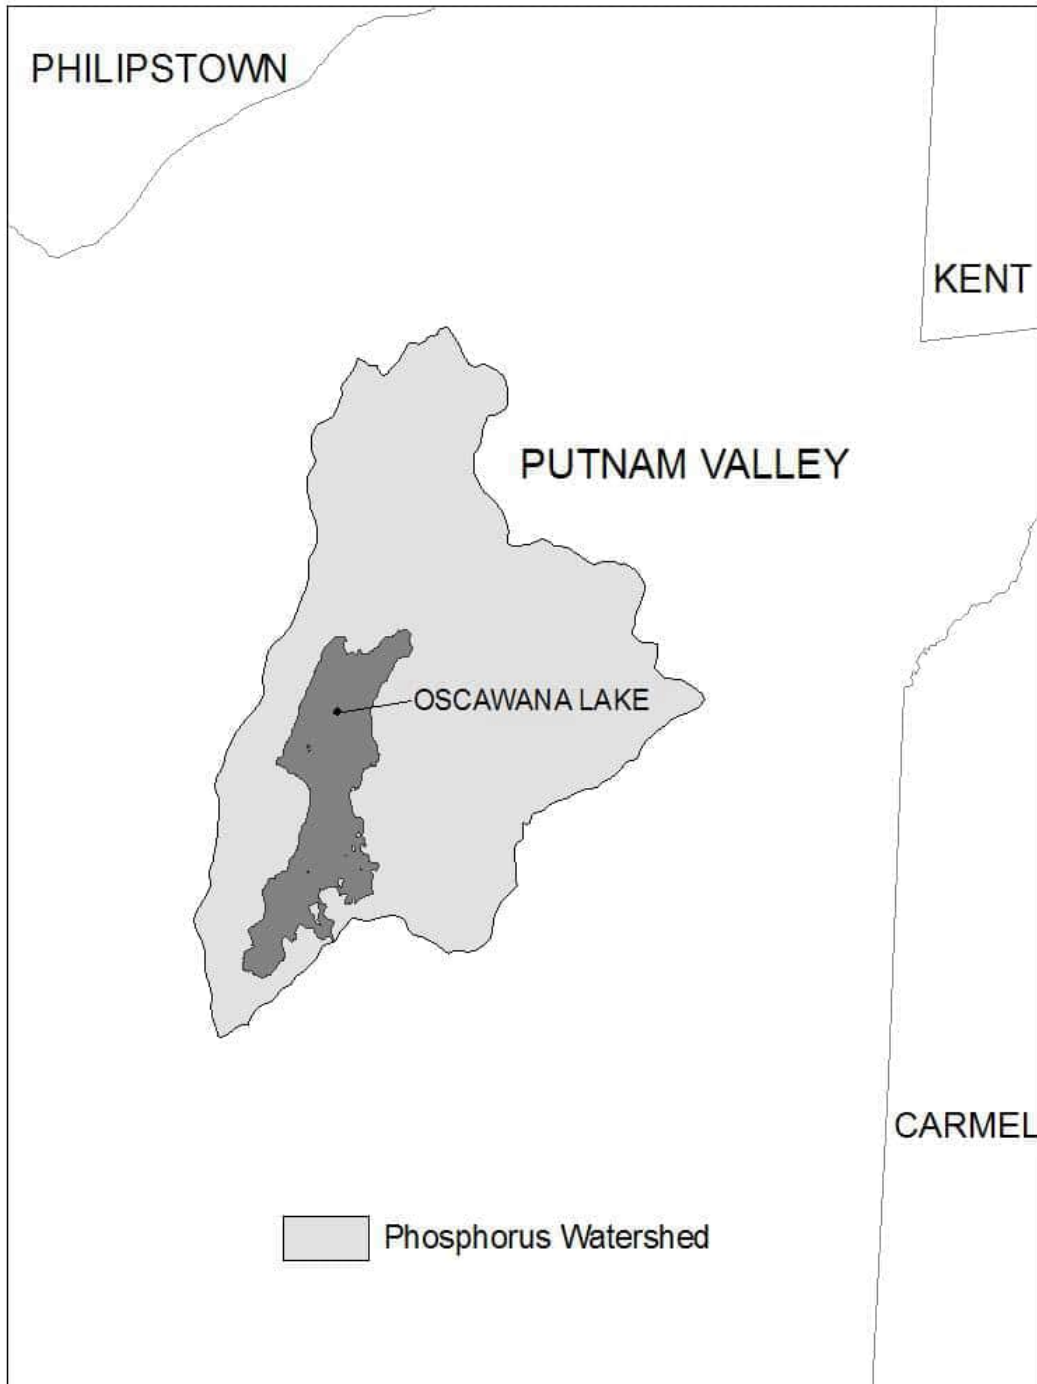 PHILIPSTOWN
KENT
PUTNAM VALLEY
OSCAWANA LAKE
CARMEL
Phosphorus Watershed